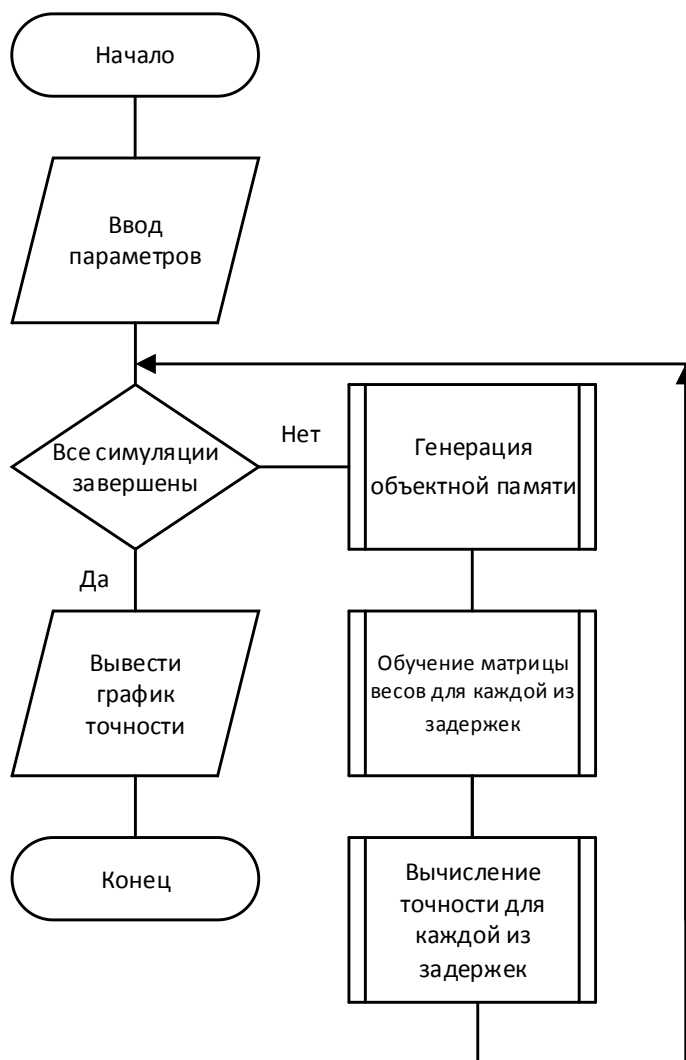 Начало
Ввод
параметров
Все симуляции
завершены
Нет
Генерация
объектной памяти
Да
Вывести
график
точности
Обучение матрицы
весов для каждой из
задержек
Конец
Вычисление
точности для
каждой из
задержек